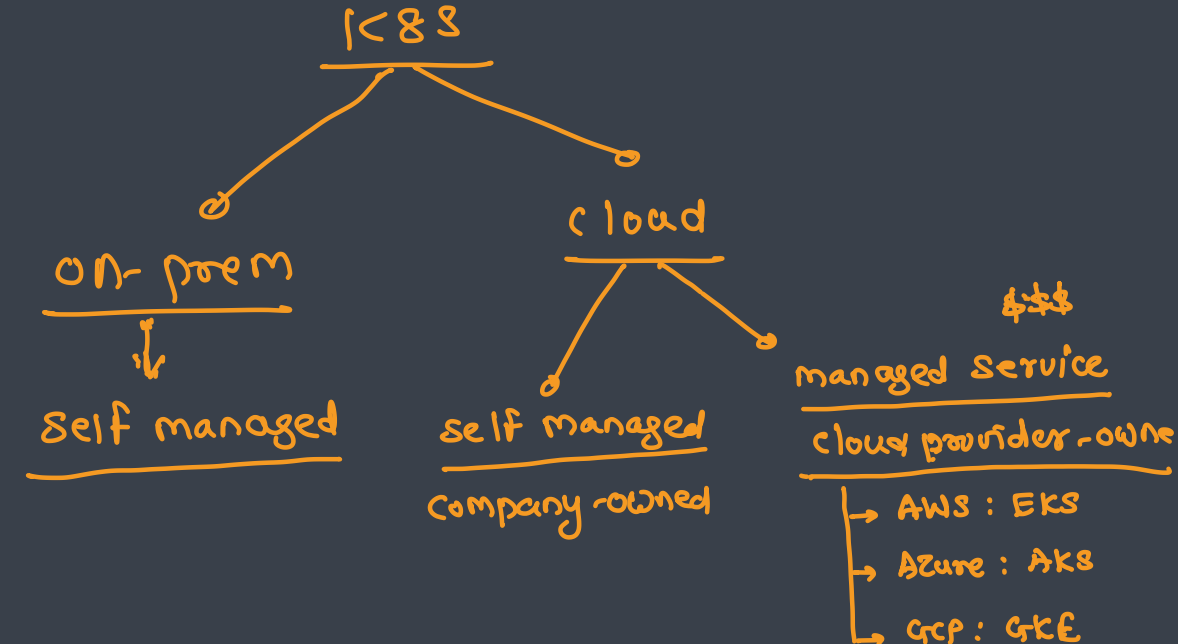 K8S
cloud
on-prem
$$$
managed service
self managed
self managed
cloud provider-owne
company-owned
AWS : EKS
Azure : AKS
GCP : GKE